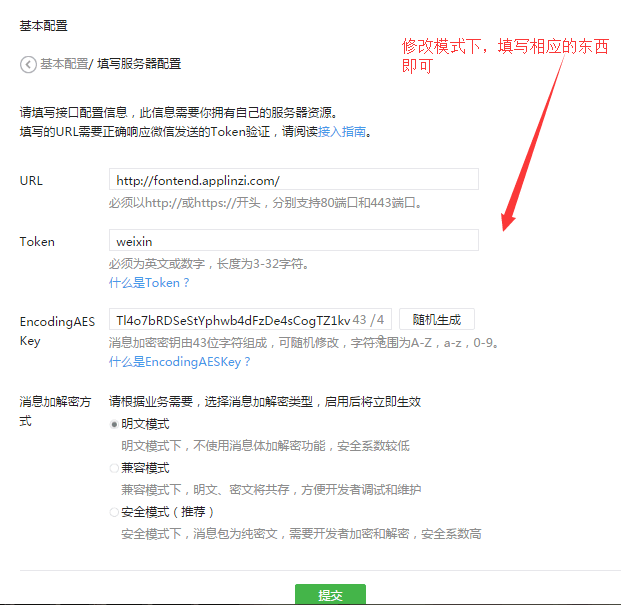 基本配置
修改模式下，填写相应的东西
即可
基本配置/ 填写服务器配置
请填写接口配置信息，此信息需要你拥有自己的服务器资源。
填写的URL需要正确响应微信发送的Token验证，请阅读接入指南。
URL
http://fontend.applinzi.com/
必须以http://或https://开头，分别支持80端口和443端口。
Token
weixin
必须为英文或数字，长度为3-32字符。
什么是Token？
EncodingAES
Key
Tl4o7bRDSeStYphwb4dFzDe4sCogTZ1kv 43 /4
3
随机生成
消息加密密钥由43位字符组成，可随机修改，字符范围为A-Z，a-z，0-9。
什么是EncodingAESKey？
消息加解密方
式
请根据业务需要，选择消息加解密类型，启用后将立即生效
明文模式
明文模式下，不使用消息体加解密功能，安全系数较低
兼容模式
兼容模式下，明文、密文将共存，方便开发者调试和维护
安全模式（推荐）
安全模式下，消息包为纯密文，需要开发者加密和解密，安全系数高
提交